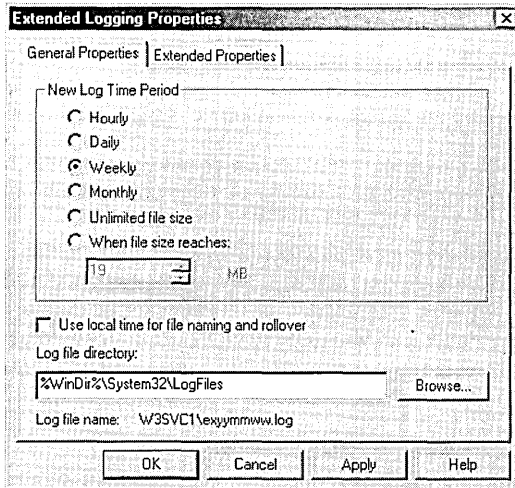 Extended Logging Properties
General Properties Extended Properties
New Log Time Period
Hourly
Daily
Weekly
Monthly
Unlimited file size
When file size reaches:
19 MB
Use local time for file naming and rollover
Log file directory:
%WinDir%\System32\LogFiles Browse...
Log file name: W3SVC1\exyymmww.log
OK Cancel Apply Help